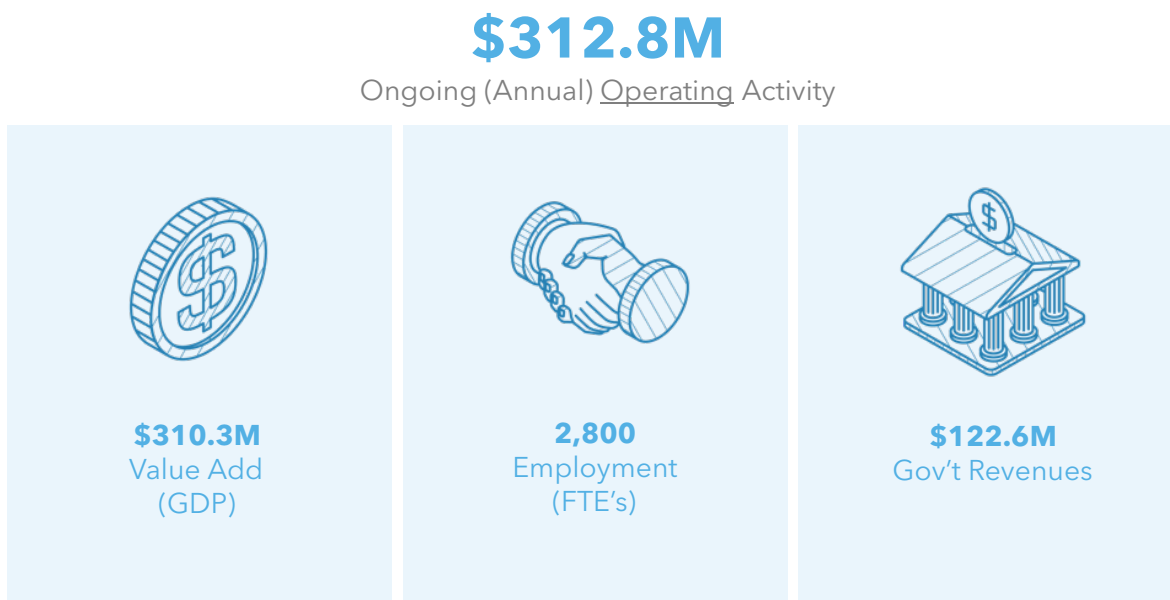 $312.8M
Ongoing (Annual) Operating Activity
$310.3M
Value Add
(GDP)
2,800
Employment
(FTE's)
$122.6M
Gov't Revenues